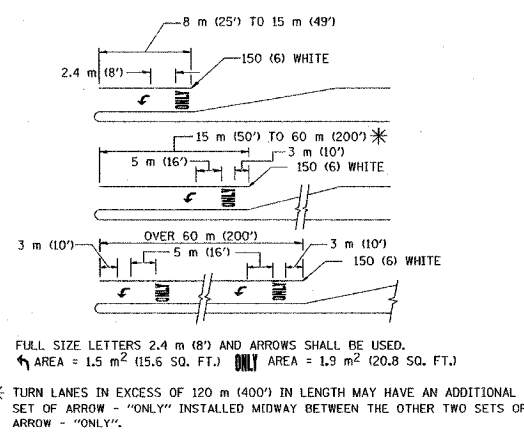 8 m (25') TO 15 m (49')
150 (6) WHITE
2.4 m (8')
ONLY
15 m (50') TO 60 m (200') ✳
5 m (16')
3 m (10')
150 (6) WHITE
ONLY
OVER 60 m (200')
3 m (10')
5 m (16')
3 m (10')
150 (6) WHITE
ONLY
ONLY
FULL SIZE LETTERS 2.4 m (8') AND ARROWS SHALL BE USED.
AREA = 1.5 m² (15.6 SQ. FT.) ONLY AREA = 1.9 m² (20.8 SQ. FT.)
✳ TURN LANES IN EXCESS OF 120 m (400') IN LENGTH MAY HAVE AN ADDITIONAL
SET OF ARROW - "ONLY" INSTALLED MIDWAY BETWEEN THE OTHER TWO SETS OF
ARROW - "ONLY".